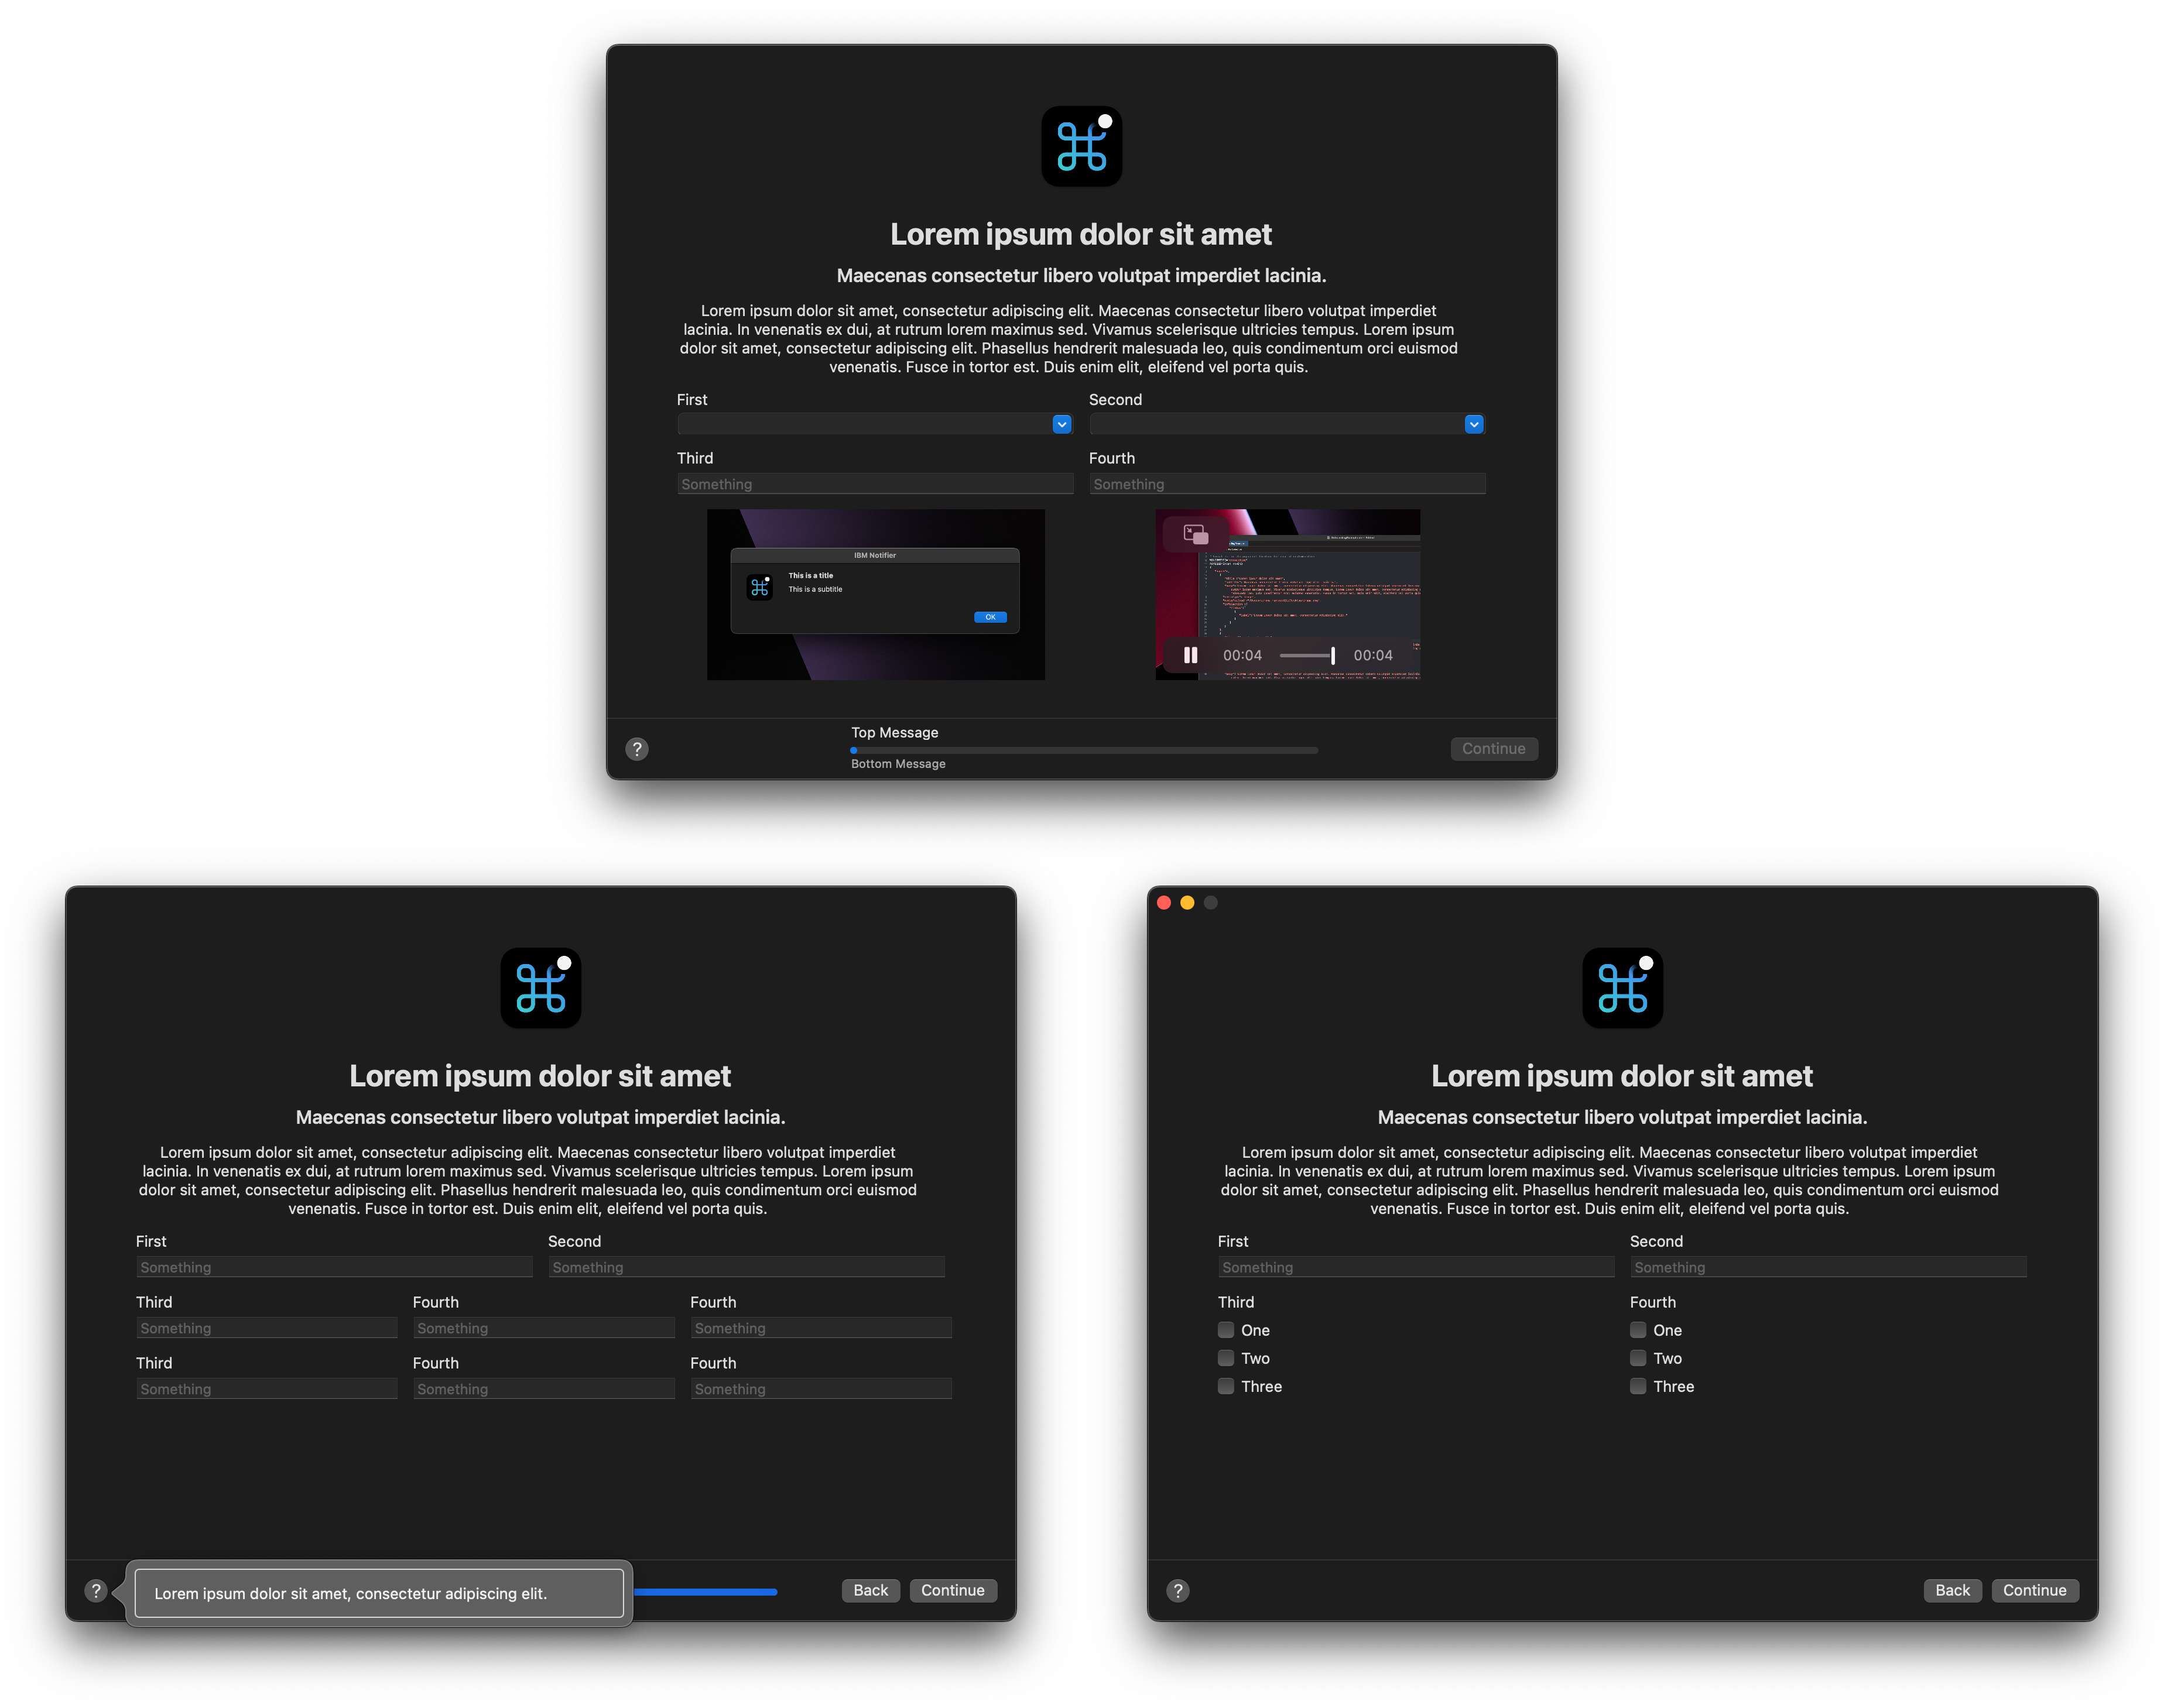 Lorem ipsum dolor sit amet
Maecenas consectetur libero volutpat imperdiet lacinia.
Lorem ipsum dolor sit amet, consectetur adipiscing elit. Maecenas consectetur libero volutpat imperdiet
lacinia. In venenatis ex dui, at rutrum lorem maximus sed. Vivamus scelerisque ultricies tempus. Lorem ipsum
dolor sit amet, consectetur adipiscing elit. Phasellus hendrerit malesuada leo, quis condimentum orci euismod
venenatis. Fusce in tortor est. Duis enim elit, eleifend vel porta quis.
First Second
Third Fourth
Something Something
IBM Notifier
This is a title
This is a subtitle
OK
00:04 00:04
Top Message
? Continue
Bottom Message
Lorem ipsum dolor sit amet
Maecenas consectetur libero volutpat imperdiet lacinia.
Lorem ipsum dolor sit amet, consectetur adipiscing elit. Maecenas consectetur libero volutpat imperdiet
lacinia. In venenatis ex dui, at rutrum lorem maximus sed. Vivamus scelerisque ultricies tempus. Lorem ipsum
dolor sit amet, consectetur adipiscing elit. Phasellus hendrerit malesuada leo, quis condimentum orci euismod
venenatis. Fusce in tortor est. Duis enim elit, eleifend vel porta quis.
First Second
Something Something
Third Fourth Fourth
Something Something Something
Third Fourth Fourth
Something Something Something
? Lorem ipsum dolor sit amet, consectetur adipiscing elit. Back Continue
Lorem ipsum dolor sit amet
Maecenas consectetur libero volutpat imperdiet lacinia.
Lorem ipsum dolor sit amet, consectetur adipiscing elit. Maecenas consectetur libero volutpat imperdiet
lacinia. In venenatis ex dui, at rutrum lorem maximus sed. Vivamus scelerisque ultricies tempus. Lorem ipsum
dolor sit amet, consectetur adipiscing elit. Phasellus hendrerit malesuada leo, quis condimentum orci euismod
venenatis. Fusce in tortor est. Duis enim elit, eleifend vel porta quis.
First Second
Something Something
Third Fourth
One One
Two Two
Three Three
? Back Continue